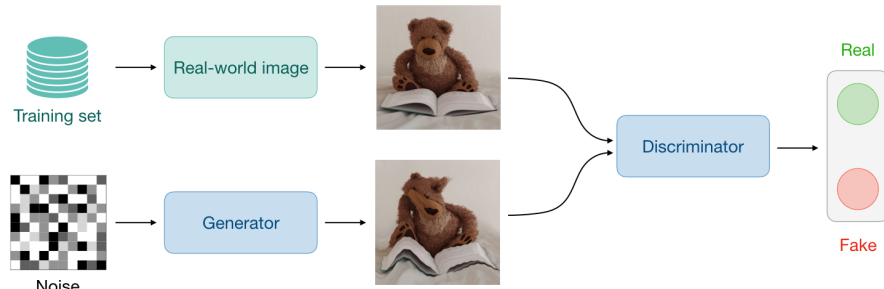 Real-world image
Training set
Real
Discriminator
Generator
Noise
Fake